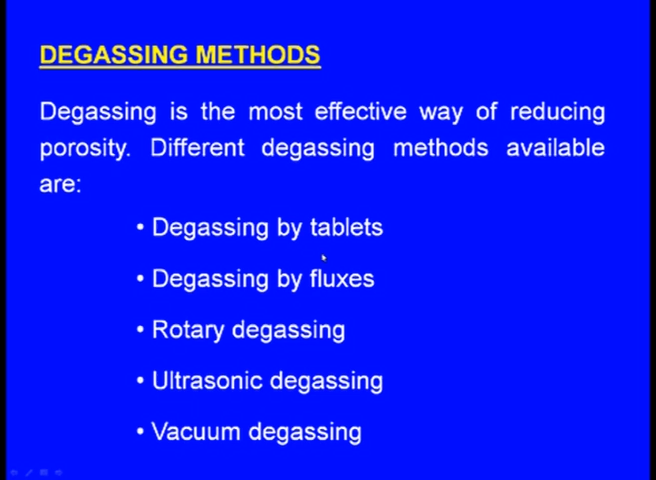 DEGASSING METHODS
Degassing is the most effective way of reducing
porosity. Different degassing methods available
are:
• Degassing by tablets
• Degassing by fluxes
• Rotary degassing
• Ultrasonic degassing
• Vacuum degassing